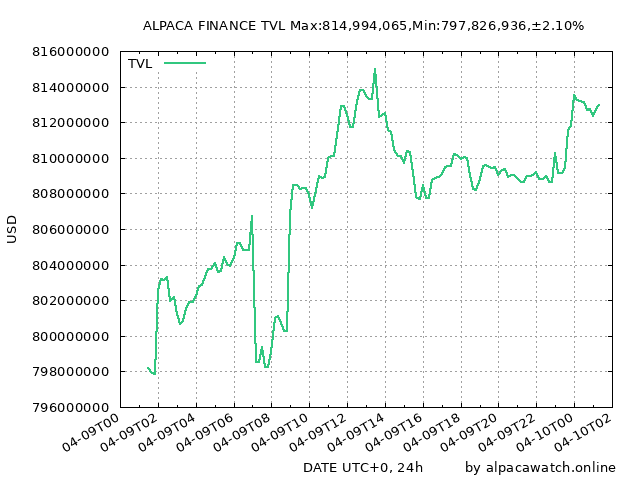 ALPACA FINANCE TVL Max:814,994,065,Min:797,826,936,±2.10%
816000000
TVL
814000000
812000000
810000000
808000000
806000000
804000000
802000000
800000000
798000000
796000000
USD
04-09T00
04-09T02
04-09T04
04-09T06
04-09T08
04-09T10
04-09T12
04-09T14
04-09T16
04-09T18
04-09T20
04-09T22
04-10T00
04-10T02
DATE UTC+0, 24h
by alpacawatch.online